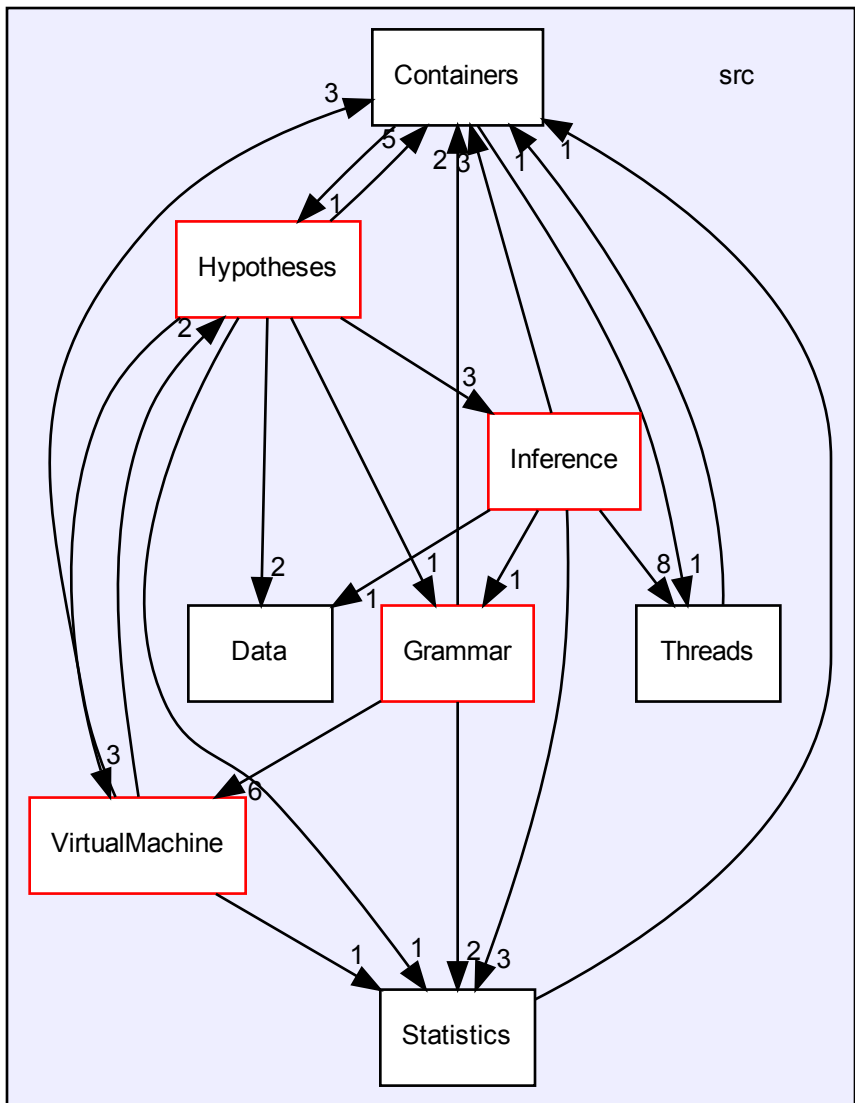 Containers
src
3
5
2
3
1
1
1
Hypotheses
2
3
Inference
2
1
1
1
8
1
Data
Grammar
Threads
3
6
VirtualMachine
1
1
2
3
Statistics